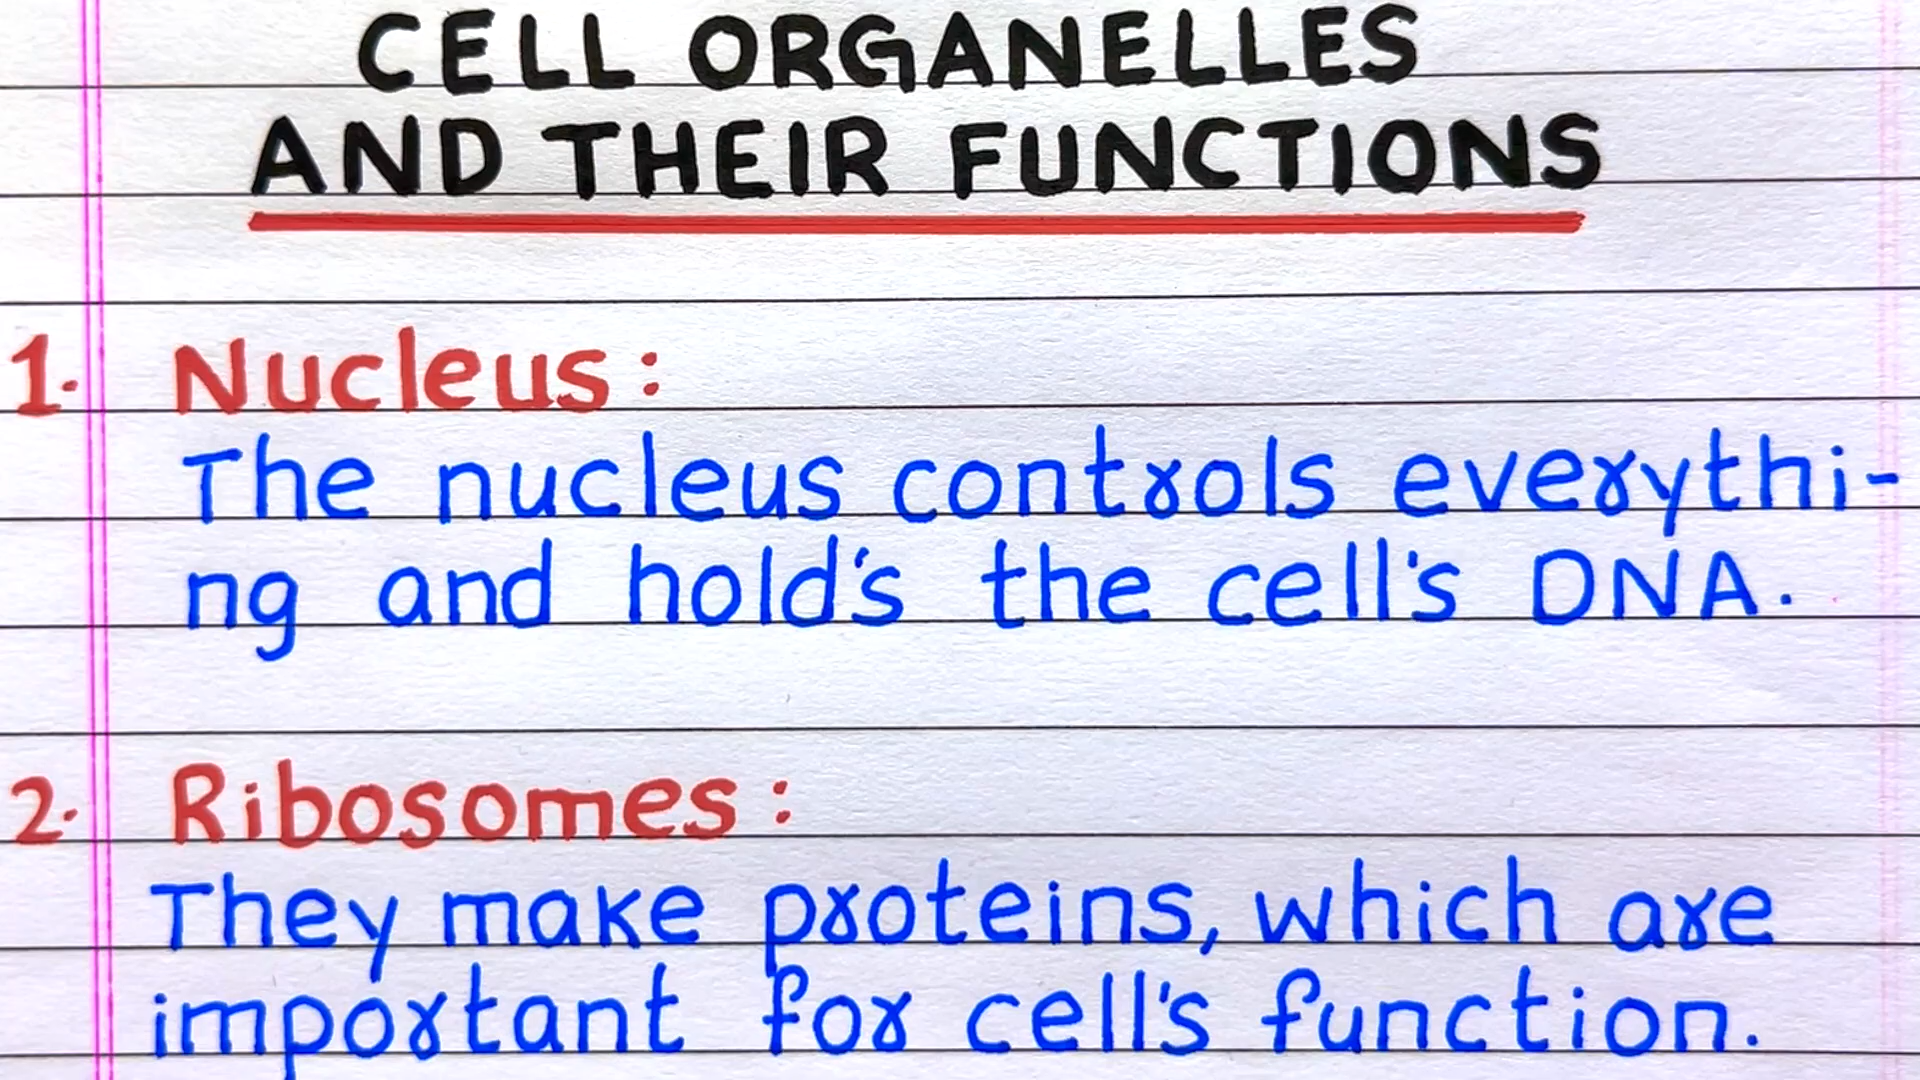 CELL ORGANELLES
AND THEIR FUNCTIONS
1. Nucleus:
The nucleus controls everythi-
ng and hold's the cell's DNA.
2. Ribosomes:
They make proteins, which are
important for cell's function.